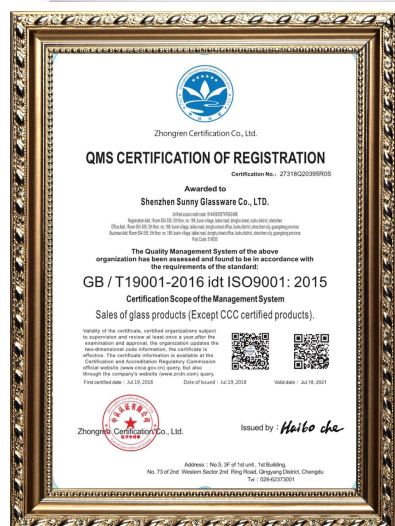 Zhongren Certification Co., Ltd.
QMS CERTIFICATION OF REGISTRATION
Certification No.: 27318Q20395R0S
Awarded to
Shenzhen Sunny Glassware Co., LTD.
The Quality Management System of the above
organization has been assessed and found to be in accordance with
the requirements of the standard:
GB / T19001-2016 idt ISO9001: 2015
Certification Scope of the Management System
Sales of glass products (Except CCC certified products).
Validity of the certificate, certified organizations subject
to supervision and review at least once a year,after the
examination and approval, the organization updates the
two-dimensional code information, the certificate is
effective. The certificate information is available at the
Certification and Accreditation Regulatory Commission
official website (www.cnca.gov.cn) query, but also
through the company's website (www.zrcln.com) query.
First certified date : Jul.19, 2018
Date of Issued : Jul.19, 2018
Valid date : Jul.18, 2021
Zhongren Certification Co., Ltd.
Issued by : Haibo che
Address : No.5, 3F of 1st unit , 1st Building,
No. 73 of 2nd Western Sector 2nd Ring Road, Qingyang District, Chengdu
Tel : 028-62373001